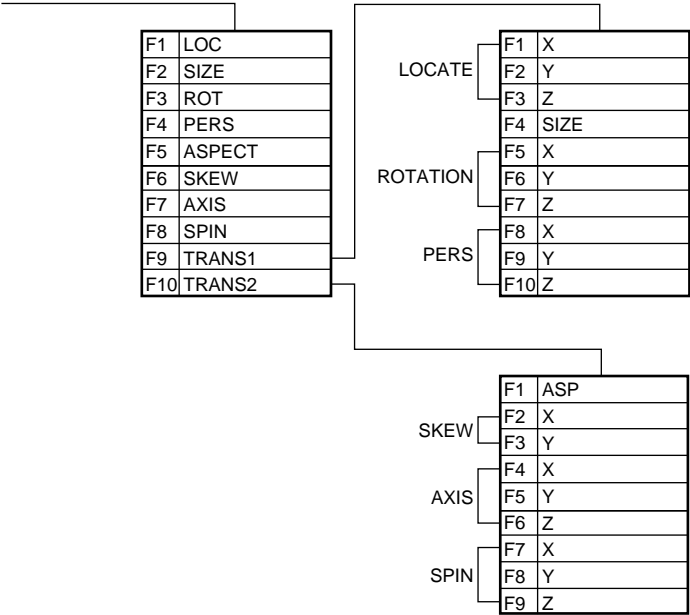 F1 LOC
F2 SIZE
F3 ROT
F4 PERS
F5 ASPECT
F6 SKEW
F7 AXIS
F8 SPIN
F9 TRANS1
F10 TRANS2
LOCATE
F1 X
F2 Y
F3 Z
F4 SIZE
ROTATION
F5 X
F6 Y
F7 Z
PERS
F8 X
F9 Y
F10 Z
F1 ASP
SKEW
F2 X
F3 Y
AXIS
F4 X
F5 Y
F6 Z
SPIN
F7 X
F8 Y
F9 Z